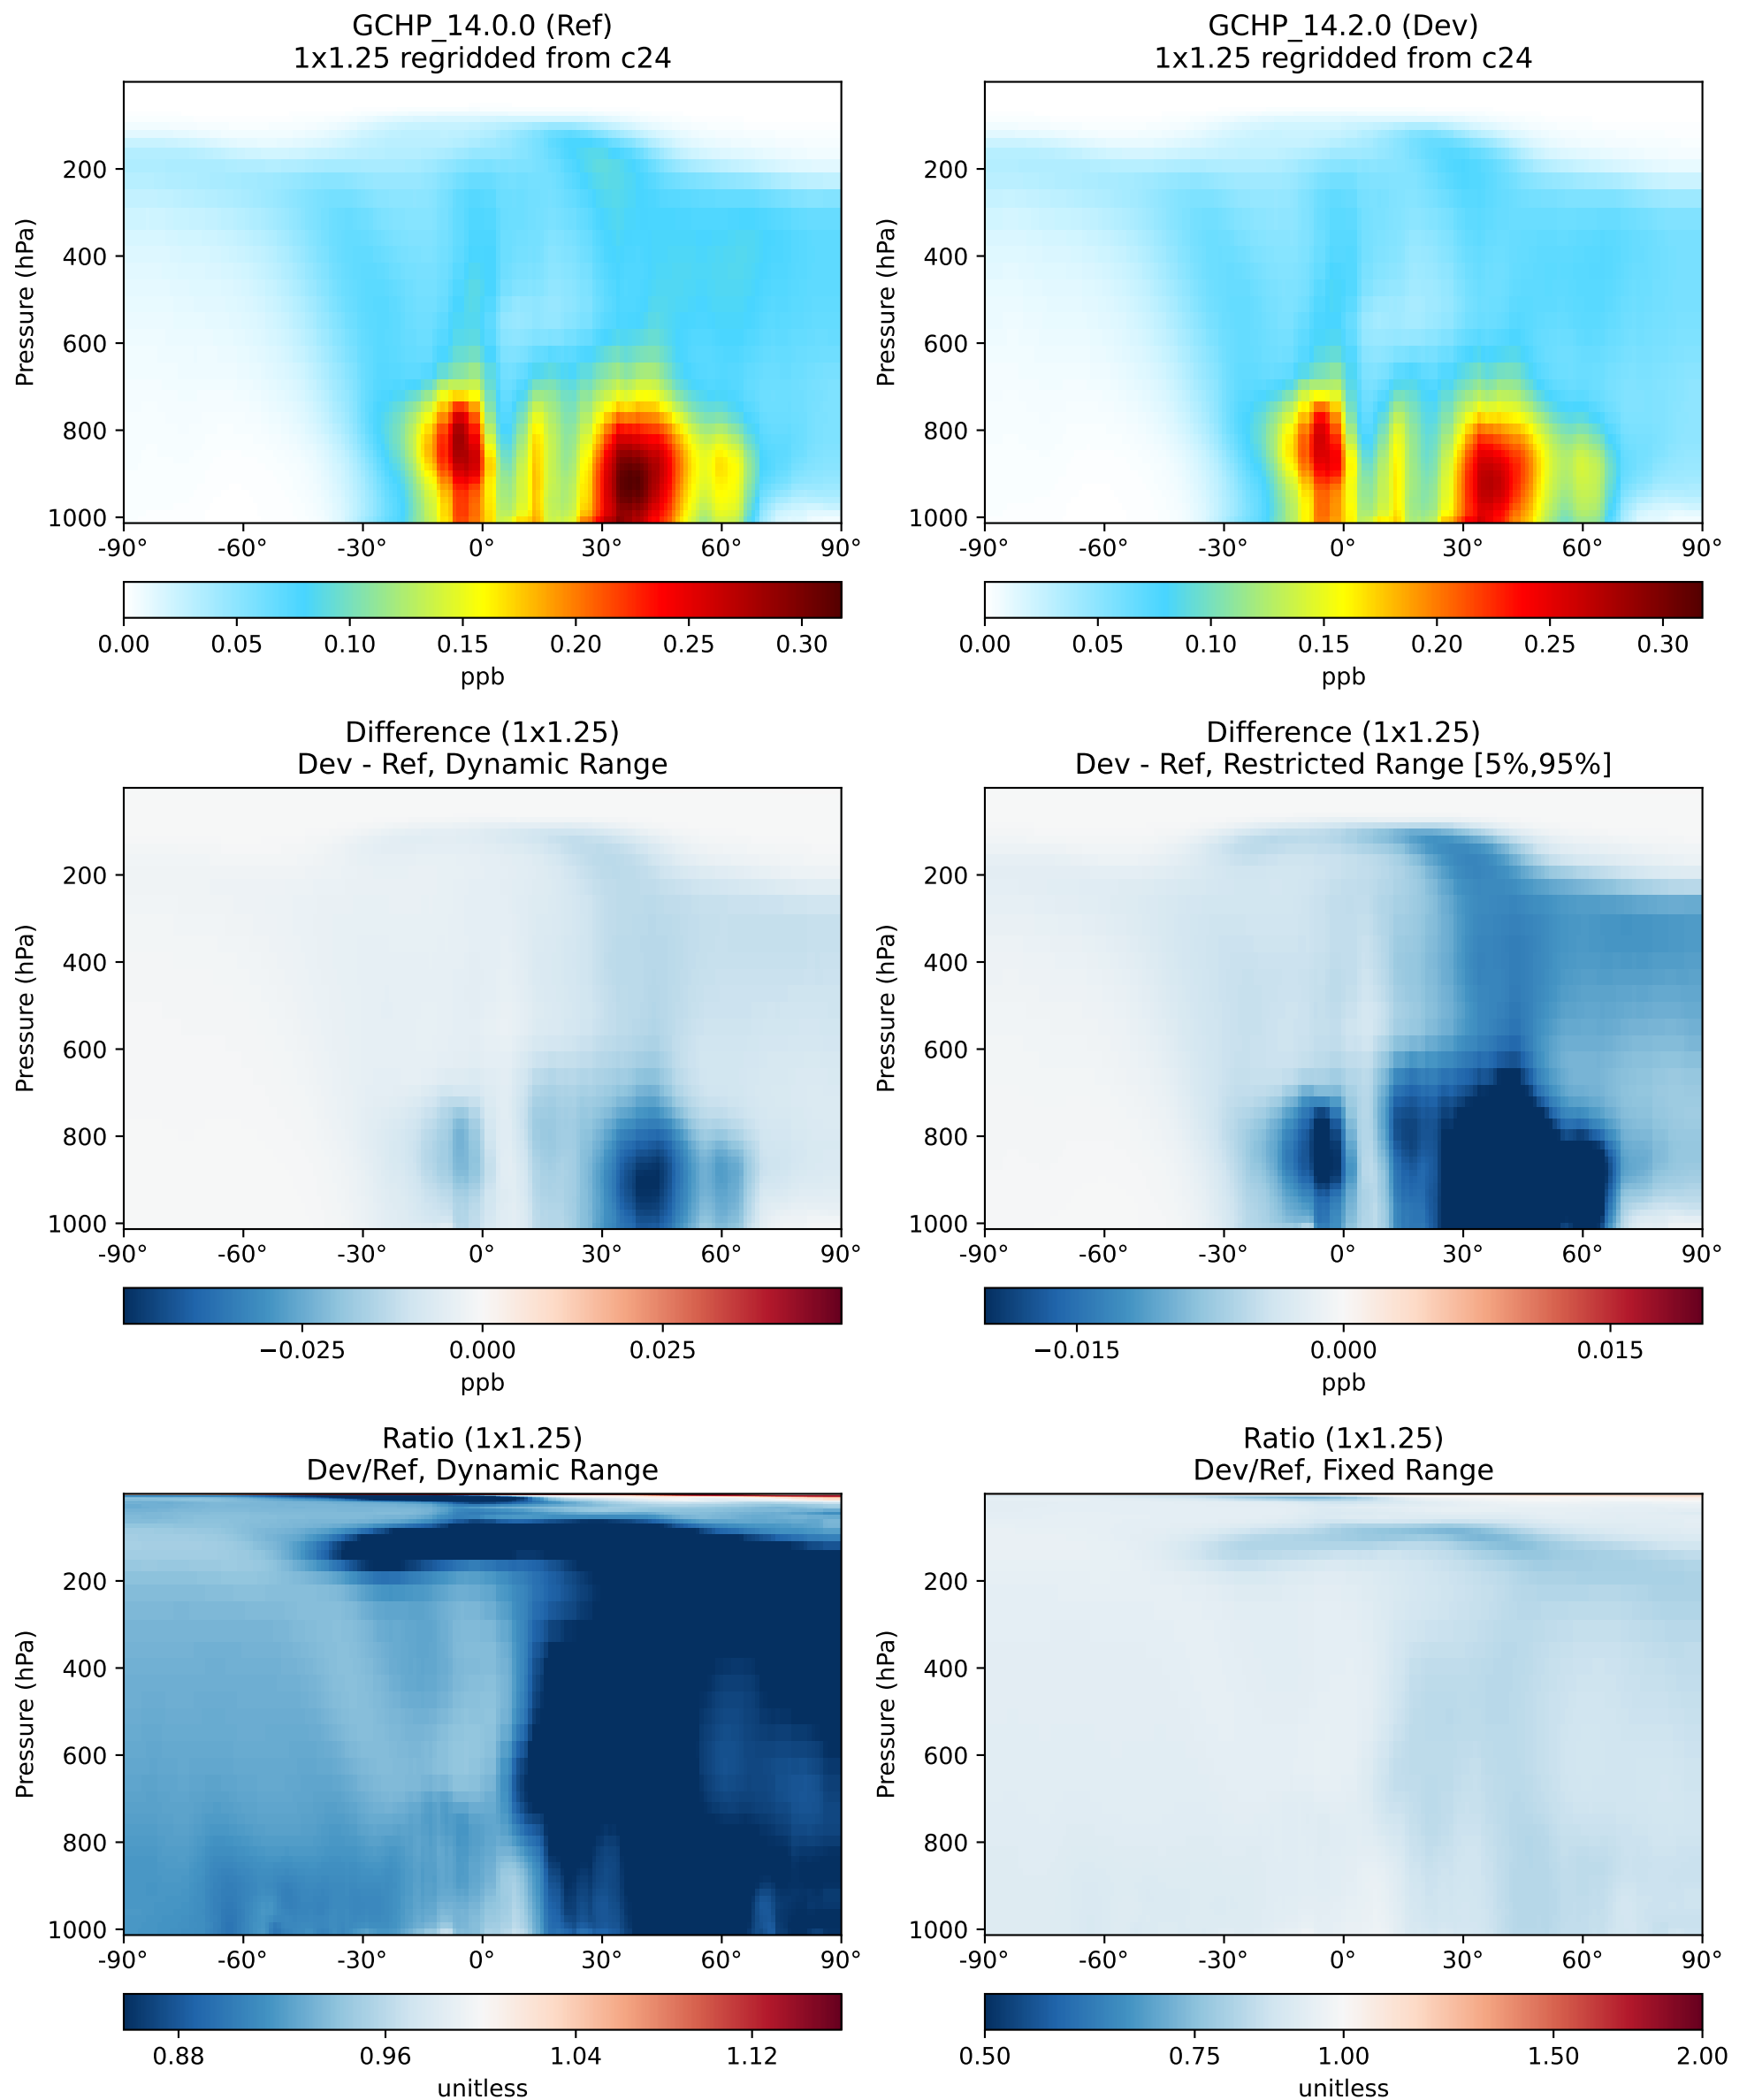 GCHP_14.0.0 (Ref)
1x1.25 regridded from c24
Pressure (hPa)
200
400
600
800
1000
-90° -60° -30° 0° 30° 60° 90°
0.00 0.05 0.10 0.15 0.20 0.25 0.30
ppb
GCHP_14.2.0 (Dev)
1x1.25 regridded from c24
Pressure (hPa)
200
400
600
800
1000
-90° -60° -30° 0° 30° 60° 90°
0.00 0.05 0.10 0.15 0.20 0.25 0.30
ppb
Difference (1x1.25)
Dev - Ref, Dynamic Range
Pressure (hPa)
200
400
600
800
1000
-90° -60° -30° 0° 30° 60° 90°
−0.025 0.000 0.025
ppb
Difference (1x1.25)
Dev - Ref, Restricted Range [5%,95%]
Pressure (hPa)
200
400
600
800
1000
-90° -60° -30° 0° 30° 60° 90°
−0.015 0.000 0.015
ppb
Ratio (1x1.25)
Dev/Ref, Dynamic Range
Pressure (hPa)
200
400
600
800
1000
-90° -60° -30° 0° 30° 60° 90°
0.88 0.96 1.04 1.12
unitless
Ratio (1x1.25)
Dev/Ref, Fixed Range
Pressure (hPa)
200
400
600
800
1000
-90° -60° -30° 0° 30° 60° 90°
0.50 0.75 1.00 1.50 2.00
unitless